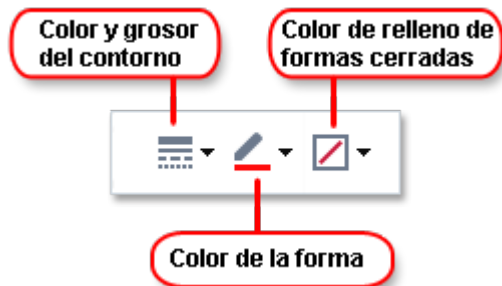 Color y grosor
del contorno
Color de relleno de
formas cerradas
Color de la forma